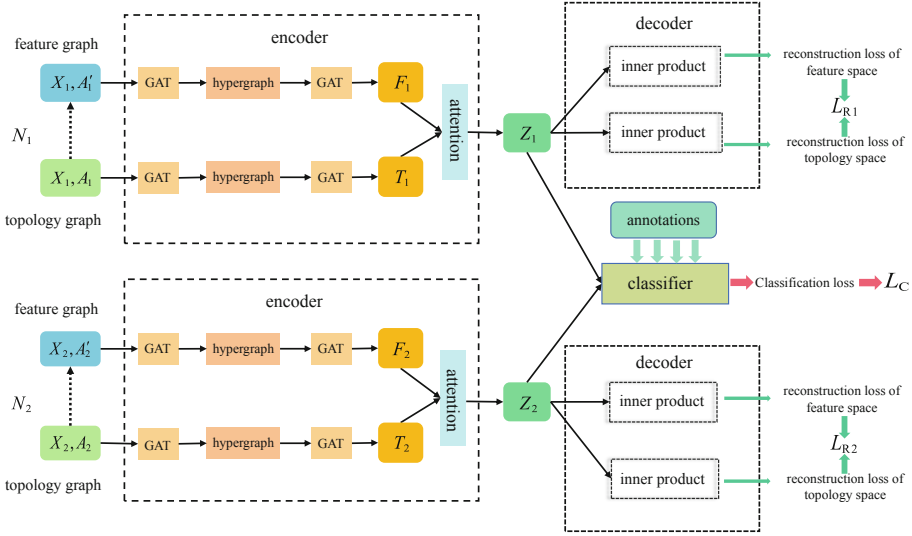 encoder
feature graph
X₁, A₁′
GAT
hypergraph
GAT
F₁
attention
N₁
X₁, A₁
GAT
hypergraph
GAT
T₁
topology graph
Z₁
decoder
inner product
inner product
reconstruction loss of
feature space
L_R1
reconstruction loss of
topology space
annotations
classifier
Classification loss
L_C
encoder
feature graph
X₂, A₂′
GAT
hypergraph
GAT
F₂
attention
N₂
X₂, A₂
GAT
hypergraph
GAT
T₂
topology graph
Z₂
decoder
inner product
inner product
reconstruction loss of
feature space
L_R2
reconstruction loss of
topology space